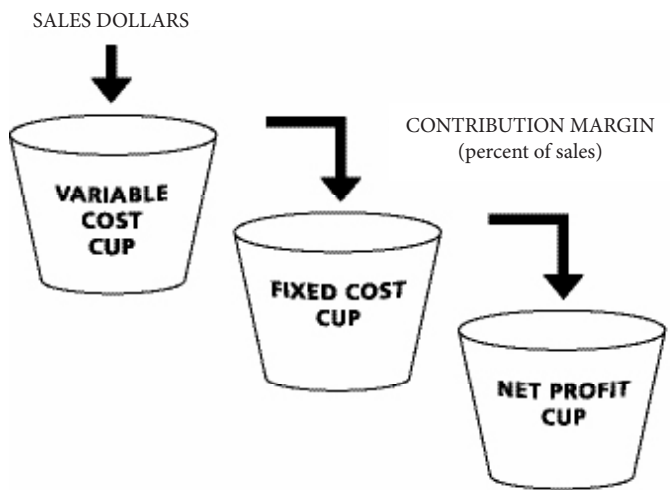 SALES DOLLARS
CONTRIBUTION MARGIN
(percent of sales)
VARIABLE
COST
CUP
FIXED COST
CUP
NET PROFIT
CUP